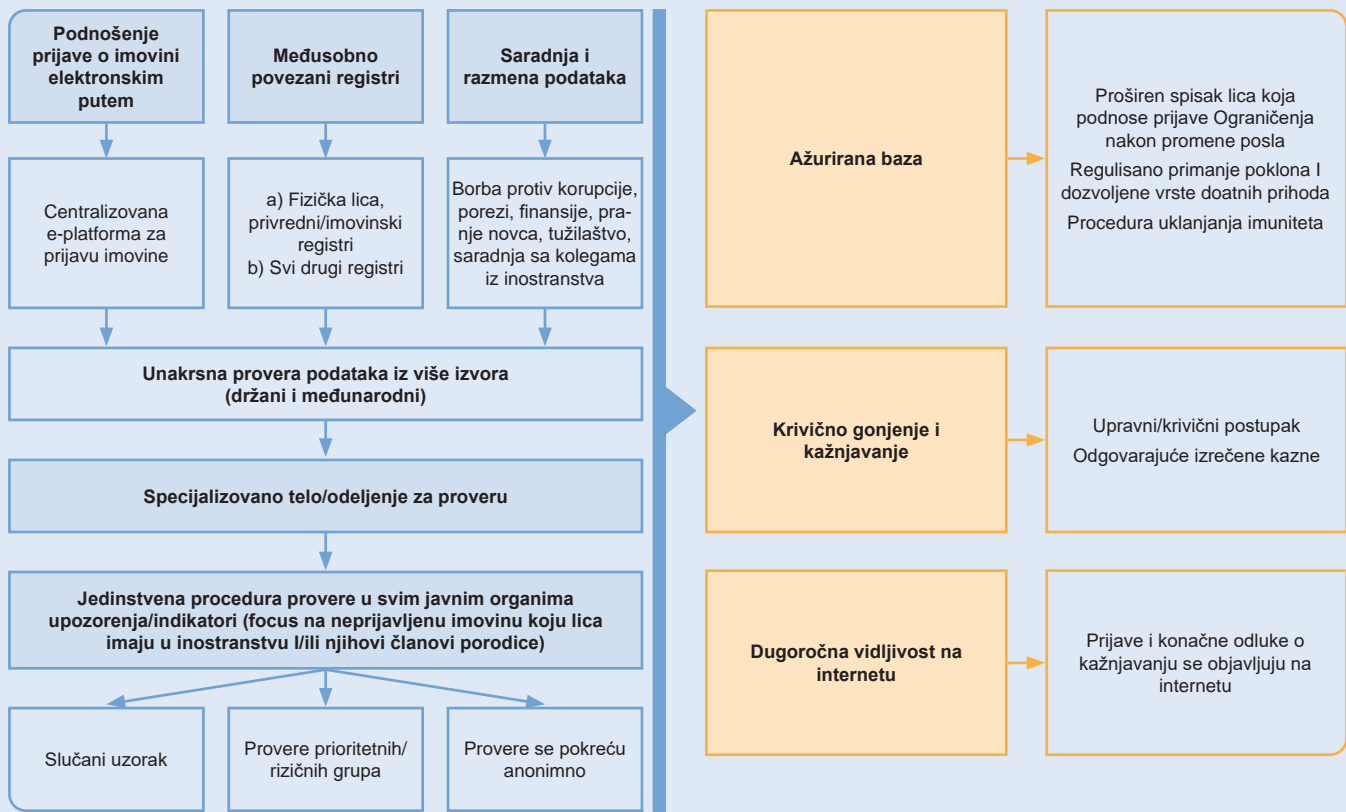 Podnošenje
prijave o imovini
elektronskim
putem
Međusobno
povezani registri
Saradnja i
razmena podataka
Centralizovana
e-platforma za
prijavu imovine
a) Fizička lica,
privredni/imovinski
registri
b) Svi drugi registri
Borba protiv korupcije,
porezi, finansije, pra-
nje novca, tužilaštvo,
saradnja sa kolegama
iz inostranstva
Unakrsna provera podataka iz više izvora
(držani i međunarodni)
Specijalizovano telo/odeljenje za proveru
Jedinstvena procedura provere u svim javnim organima
upozorenja/indikatori (focus na neprijavljenu imovinu koju lica
imaju u inostranstvu I/ili njihovi članovi porodice)
Slučani uzorak
Provere prioritetnih/
rizičnih grupa
Provere se pokreću
anonimno
Ažurirana baza
Proširen spisak lica koja
podnose prijave Ograničenja
nakon promene posla
Regulisano primanje poklona I
dozvoljene vrste doatnih prihoda
Procedura uklanjanja imuniteta
Krivično gonjenje i
kažnjavanje
Upravni/krivični postupak
Odgovarajuće izrečene kazne
Dugoročna vidljivost na
internetu
Prijave i konačne odluke o
kažnjavanju se objavljuju na
internetu